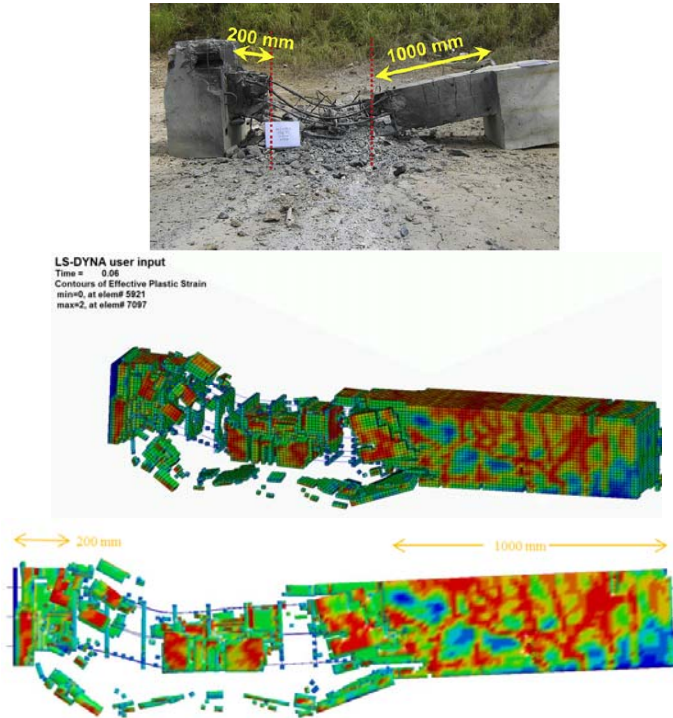 200 mm
1000 mm
LS-DYNA user input
Time =     0.06
Contours of Effective Plastic Strain
min=0, at elem# 5921
max=2, at elem# 7097
200 mm
1000 mm